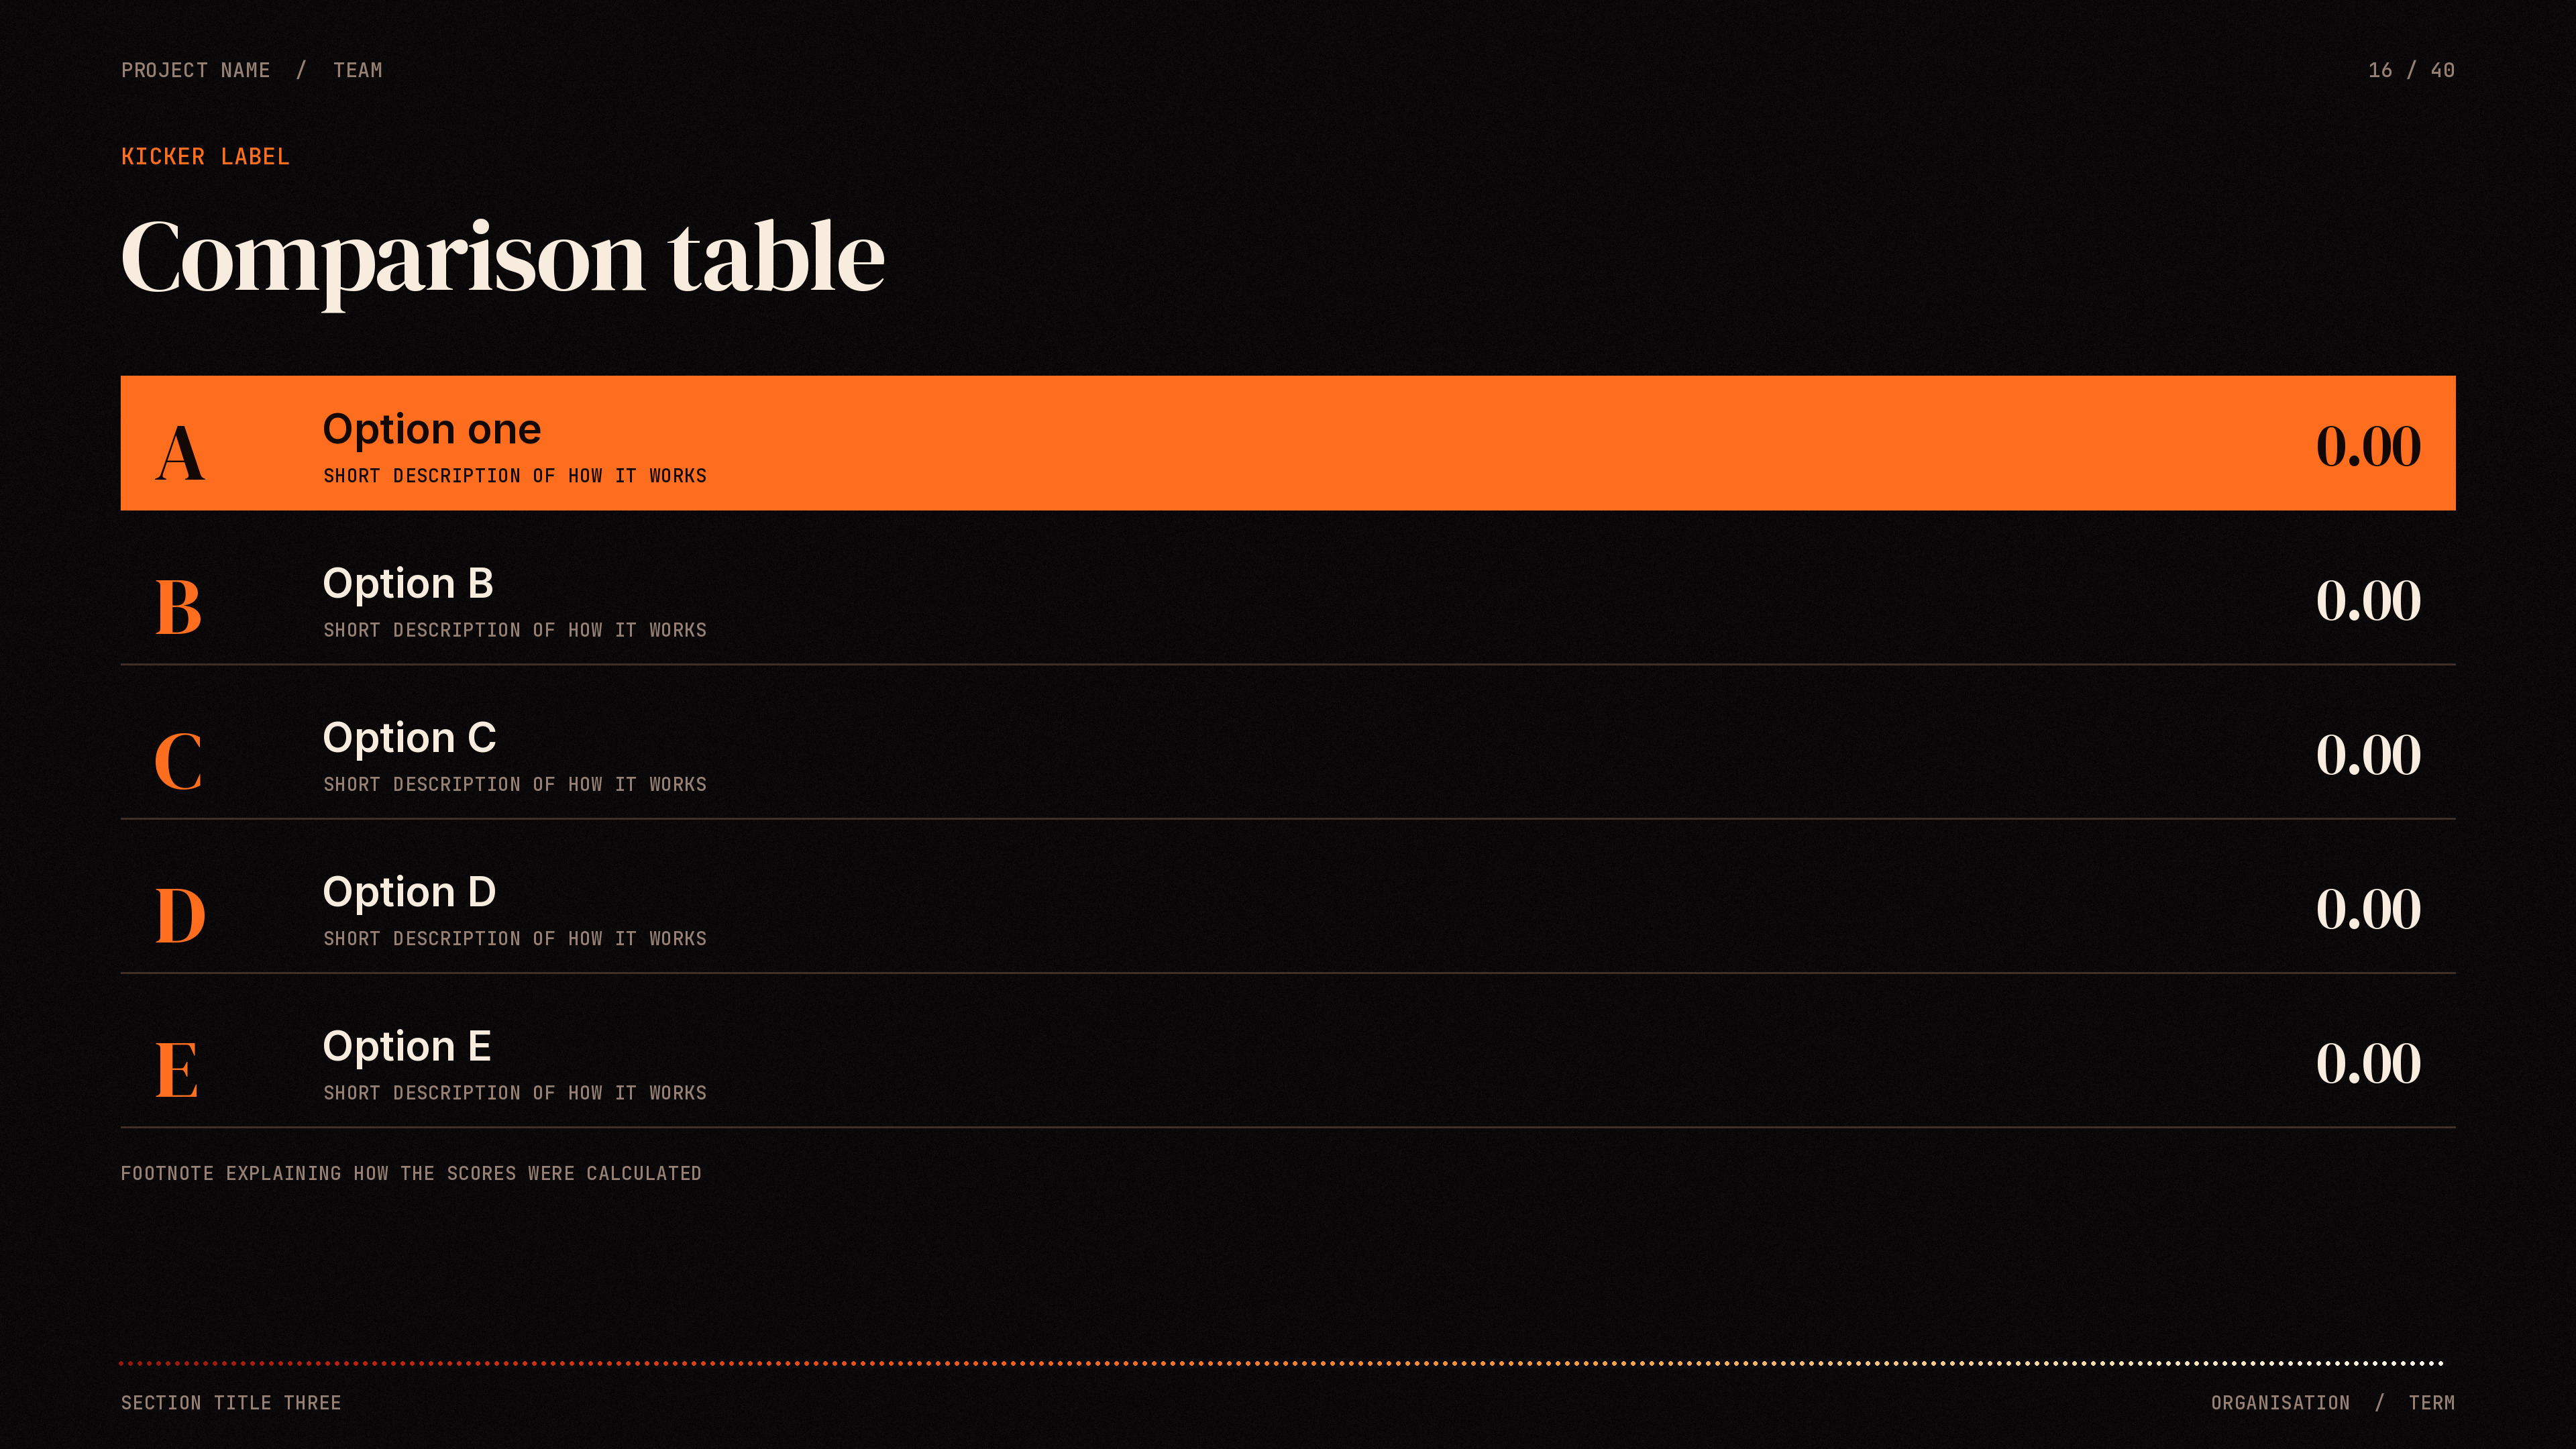 PROJECT NAME / TEAM
16 / 40
KICKER LABEL
Comparison table
A
Option one
SHORT DESCRIPTION OF HOW IT WORKS
0.00
B
Option B
SHORT DESCRIPTION OF HOW IT WORKS
0.00
C
Option C
SHORT DESCRIPTION OF HOW IT WORKS
0.00
D
Option D
SHORT DESCRIPTION OF HOW IT WORKS
0.00
E
Option E
SHORT DESCRIPTION OF HOW IT WORKS
0.00
FOOTNOTE EXPLAINING HOW THE SCORES WERE CALCULATED
SECTION TITLE THREE
ORGANISATION / TERM